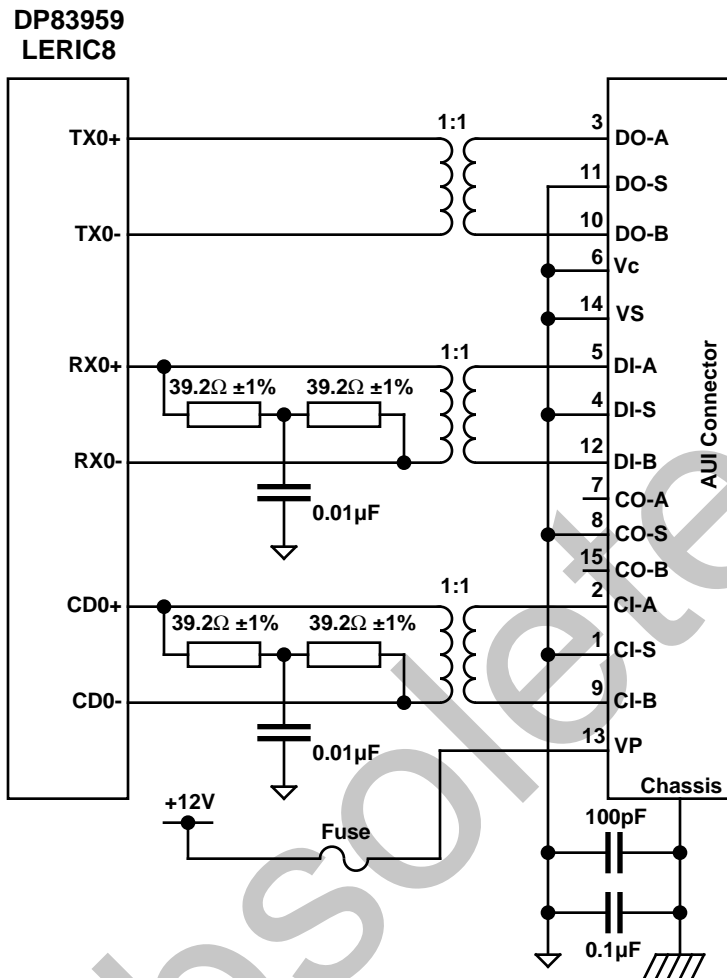 DP83959
LERIC8
TX0+
1:1
3
DO-A
11
DO-S
TX0-
10
DO-B
6
Vc
14
VS
RX0+
1:1
5
DI-A
39.2Ω ±1%
39.2Ω ±1%
4
DI-S
RX0-
12
DI-B
AUI Connector
7
CO-A
0.01µF
8
CO-S
15
CO-B
CD0+
1:1
2
CI-A
39.2Ω ±1%
39.2Ω ±1%
1
CI-S
CD0-
9
CI-B
0.01µF
13
VP
Chassis
+12V
Fuse
100pF
0.1µF
obsolete